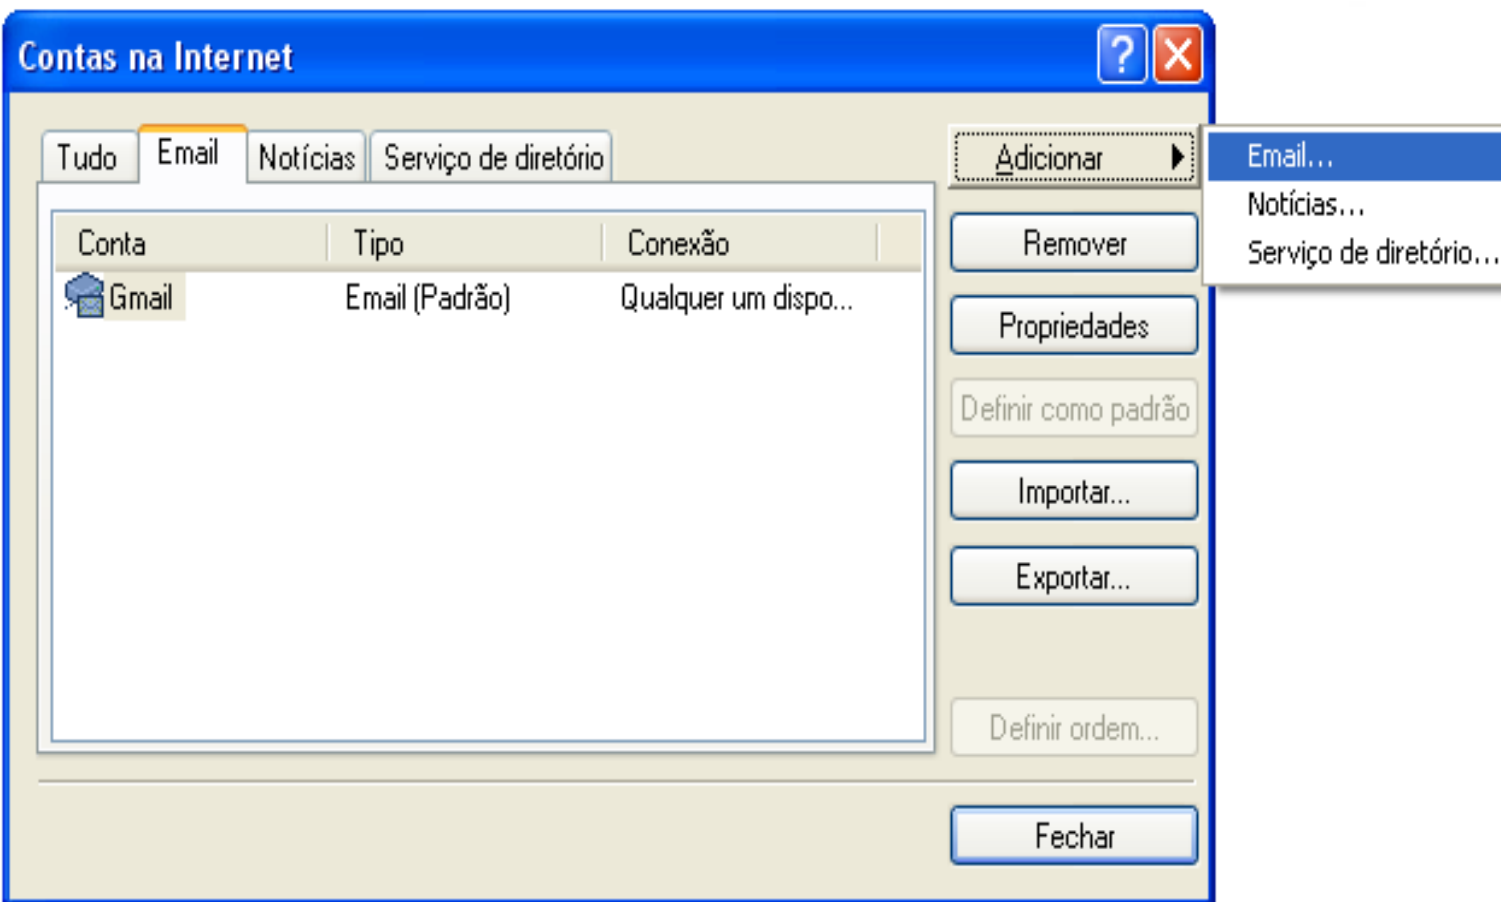 Contas na Internet
?
Tudo Email Notícias Serviço de diretório
Conta Tipo Conexão
Gmail Email (Padrão) Qualquer um dispo...
Adicionar
Remover
Propriedades
Definir como padrão
Importar...
Exportar...
Definir ordem...
Fechar
Email...
Notícias...
Serviço de diretório...